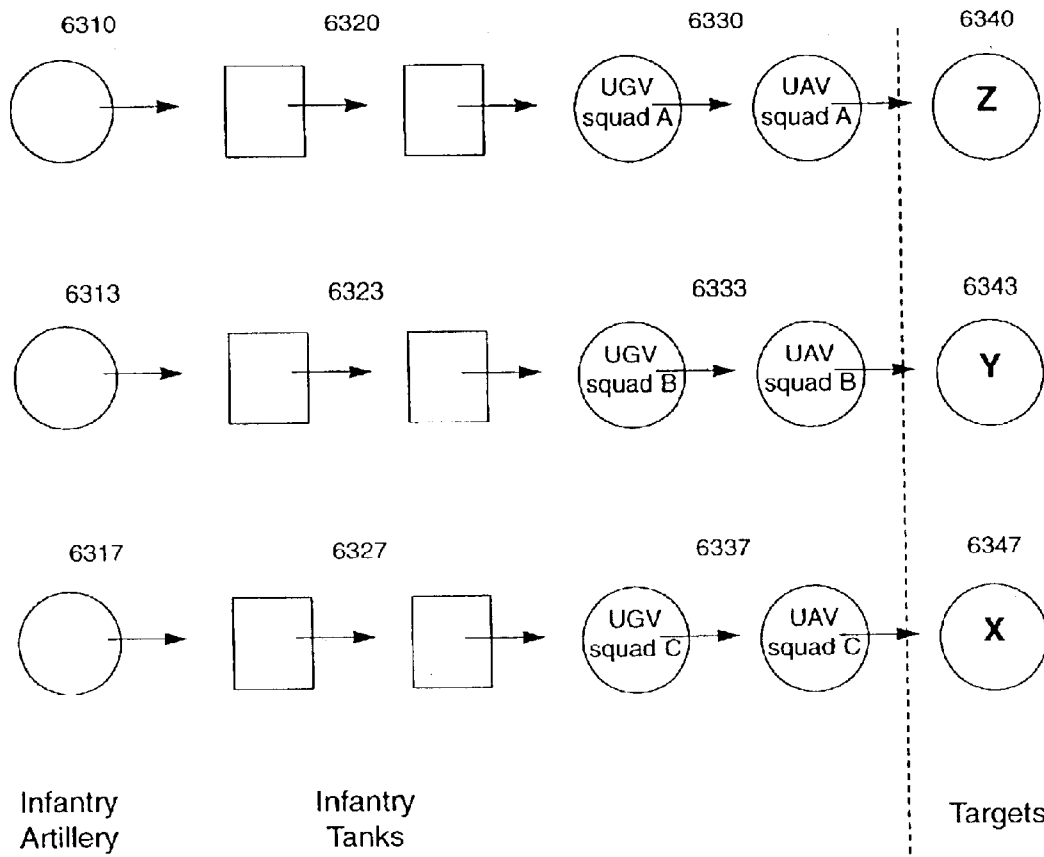 6310 6320 6330 6340
UGV squad A
UAV squad A
Z
6313 6323 6333 6343
UGV squad B
UAV squad B
Y
6317 6327 6337 6347
UGV squad C
UAV squad C
X
Infantry Artillery
Infantry Tanks
Targets